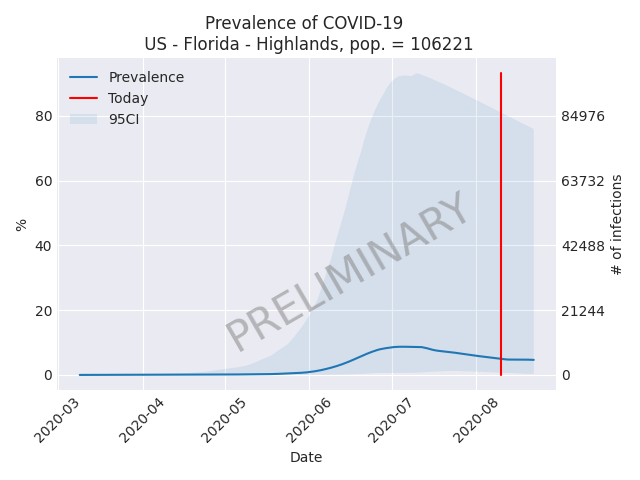 Prevalence of COVID-19
US - Florida - Highlands, pop. = 106221
Prevalence
Today
95CI
80
60
40
20
0
%
84976
63732
42488
21244
0
# of infections
PRELIMINARY
2020-03
2020-04
2020-05
2020-06
2020-07
2020-08
Date